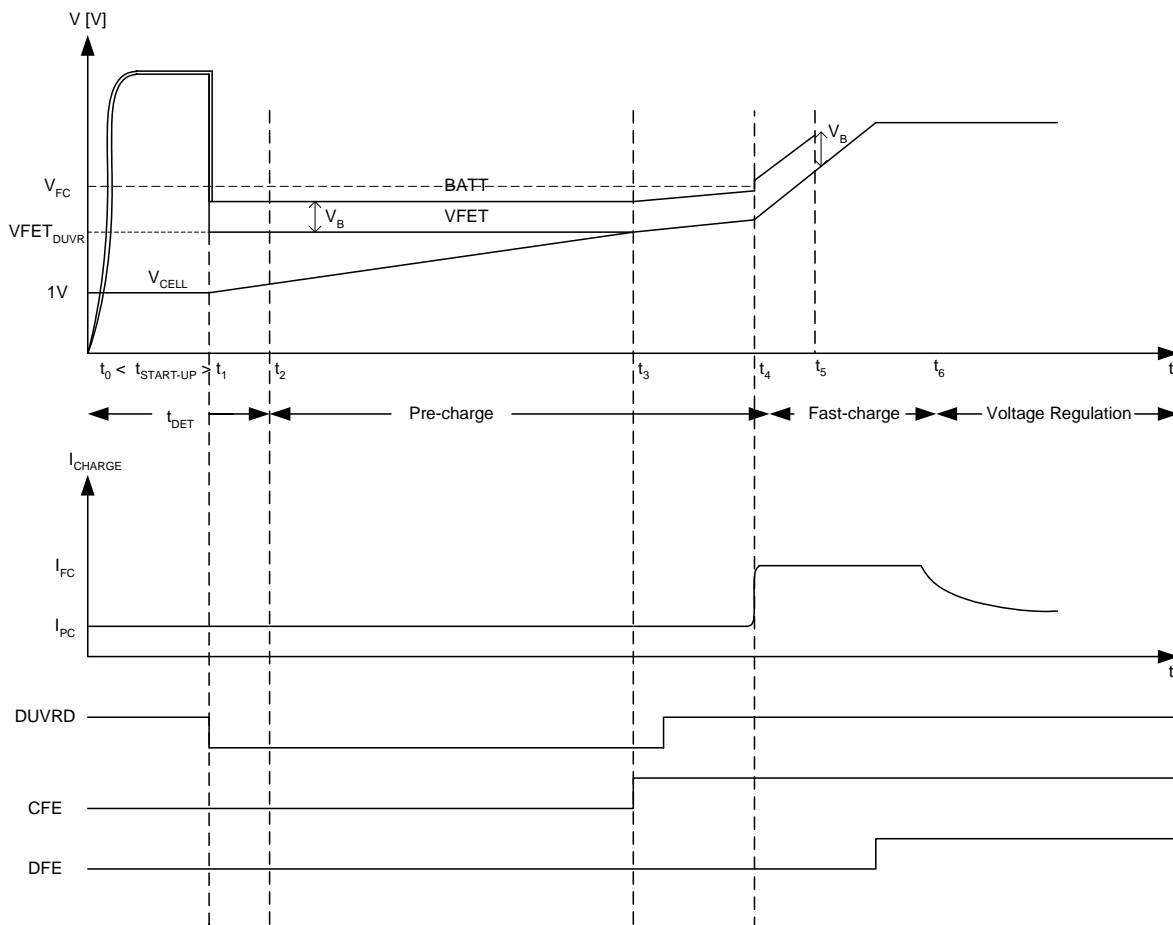 V [V]
V_FC
BATT
V_B
V_B
VFET
VFET_DUVR
V_CELL
1V
t_0 < t_START-UP > t_1
t_2
t_3
t_4
t_5
t_6
t
t_DET
Pre-charge
Fast-charge
Voltage Regulation
I_CHARGE
I_FC
I_PC
t
DUVRD
CFE
DFE